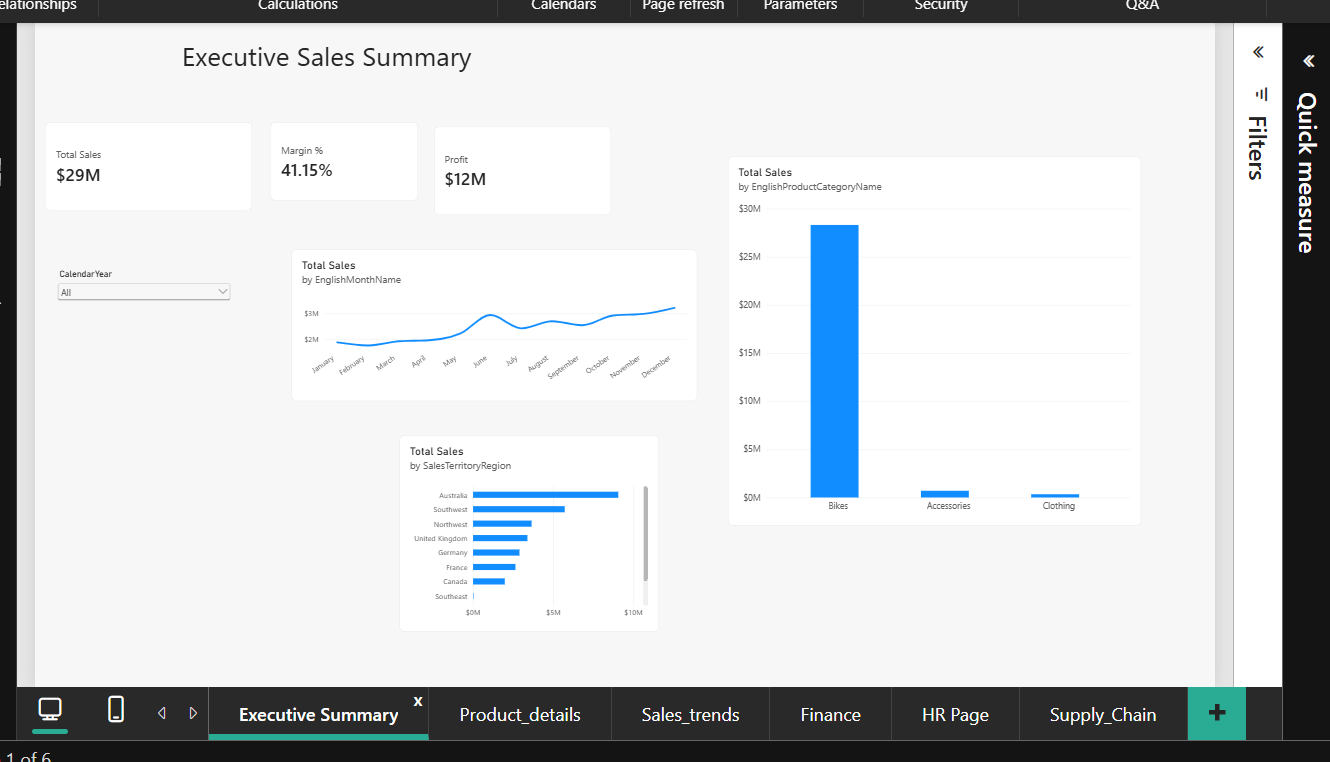 elationships
Calculations
Calendars
Page refresh
Parameters
Security
Q&A
Executive Sales Summary
Total Sales
$29M
Margin %
41.15%
Profit
$12M
CalendarYear
All
Total Sales
by EnglishMonthName
$3M
$2M
January
February
March
April
May
June
July
August
September
October
November
December
Total Sales
by SalesTerritoryRegion
Australia
Southwest
Northwest
United Kingdom
Germany
France
Canada
Southeast
$0M
$5M
$10M
Total Sales
by EnglishProductCategoryName
$30M
$25M
$20M
$15M
$10M
$5M
$0M
Bikes
Accessories
Clothing
Filters
Quick measure
Executive Summary
x
Product_details
Sales_trends
Finance
HR Page
Supply_Chain
+
1 of 6